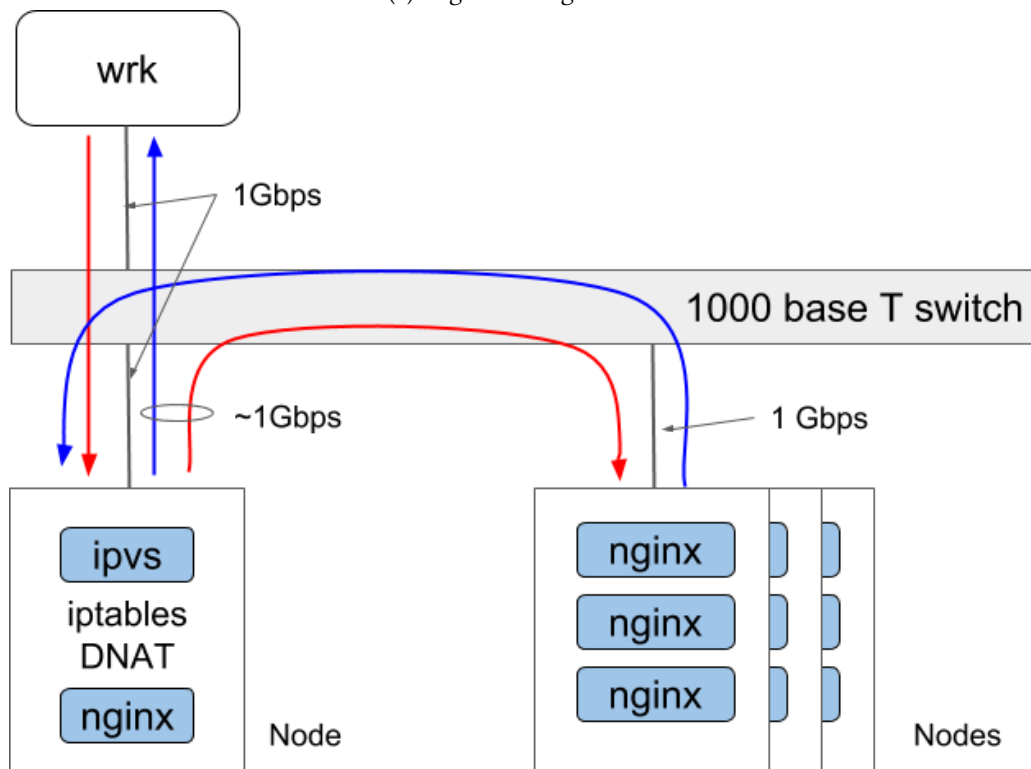 wrk
1Gbps
1000 base T switch
~1Gbps
1 Gbps
ipvs
iptables
DNAT
nginx
Node
nginx
nginx
nginx
Nodes